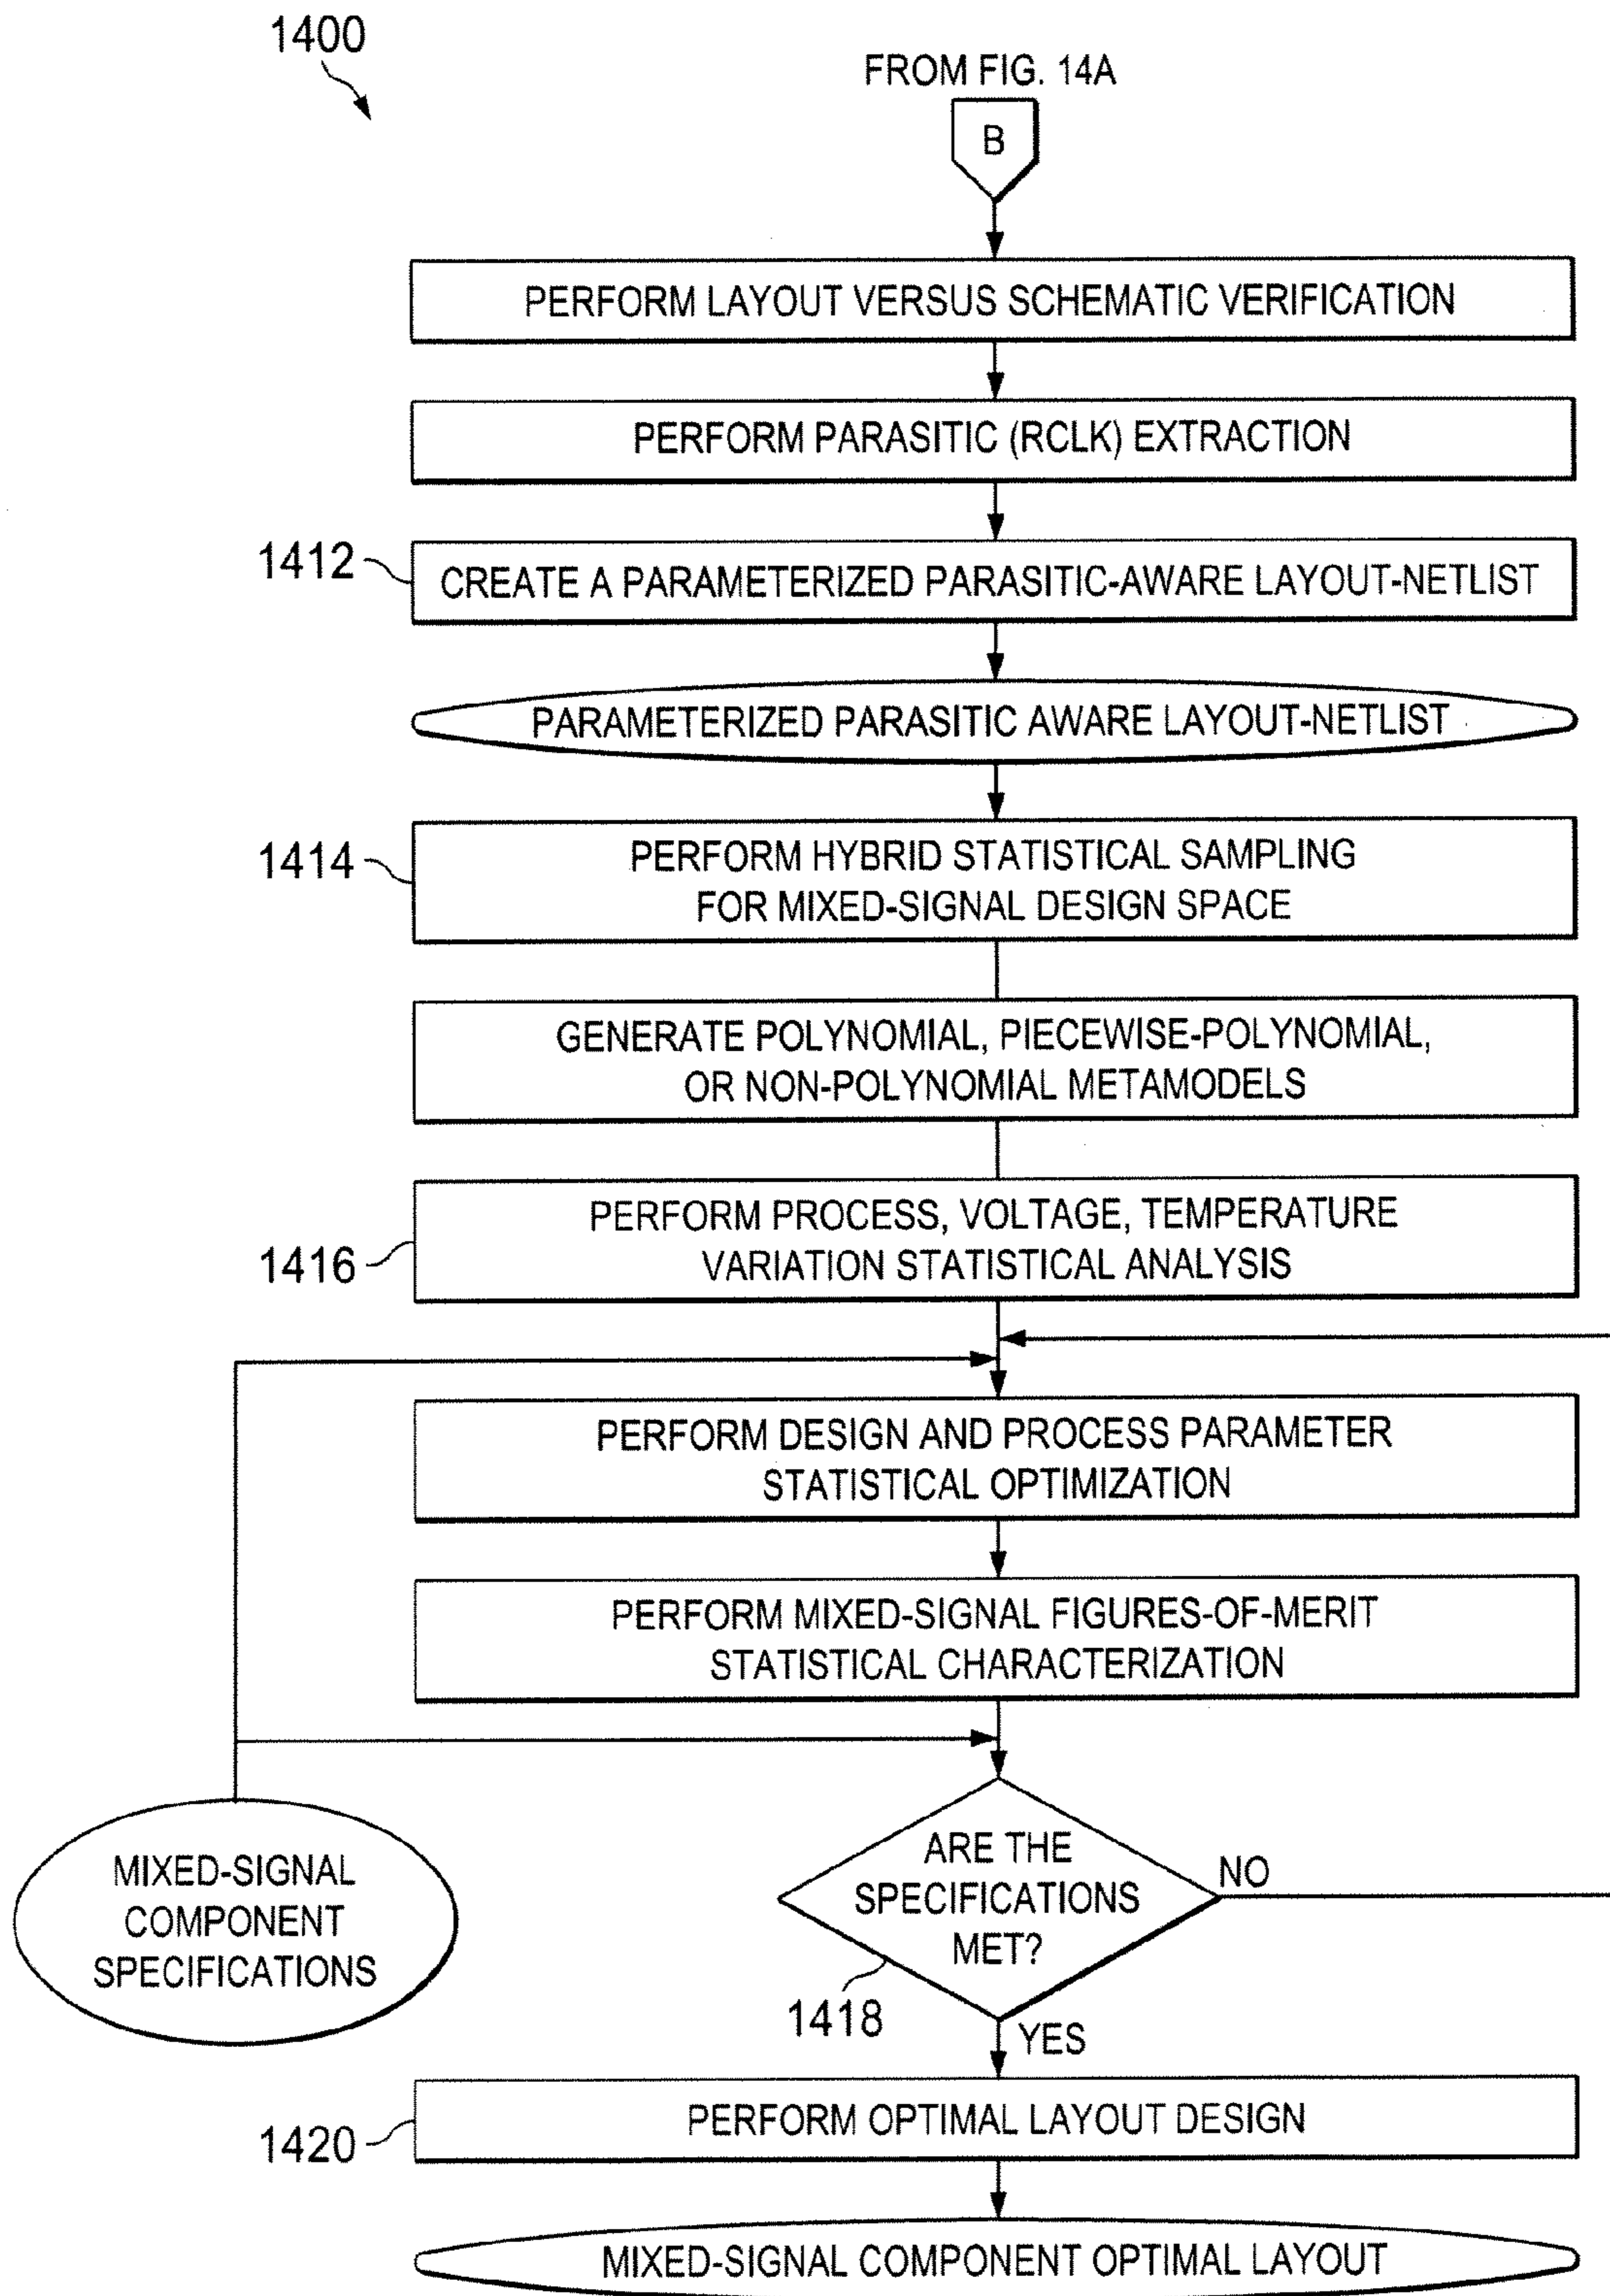 1400
FROM FIG. 14A
B
PERFORM LAYOUT VERSUS SCHEMATIC VERIFICATION
PERFORM PARASITIC (RCLK) EXTRACTION
1412
CREATE A PARAMETERIZED PARASITIC-AWARE LAYOUT-NETLIST
PARAMETERIZED PARASITIC AWARE LAYOUT-NETLIST
1414
PERFORM HYBRID STATISTICAL SAMPLING
FOR MIXED-SIGNAL DESIGN SPACE
GENERATE POLYNOMIAL, PIECEWISE-POLYNOMIAL,
OR NON-POLYNOMIAL METAMODELS
1416
PERFORM PROCESS, VOLTAGE, TEMPERATURE
VARIATION STATISTICAL ANALYSIS
PERFORM DESIGN AND PROCESS PARAMETER
STATISTICAL OPTIMIZATION
PERFORM MIXED-SIGNAL FIGURES-OF-MERIT
STATISTICAL CHARACTERIZATION
MIXED-SIGNAL
COMPONENT
SPECIFICATIONS
ARE THE
SPECIFICATIONS
MET?
NO
1418
YES
1420
PERFORM OPTIMAL LAYOUT DESIGN
MIXED-SIGNAL COMPONENT OPTIMAL LAYOUT